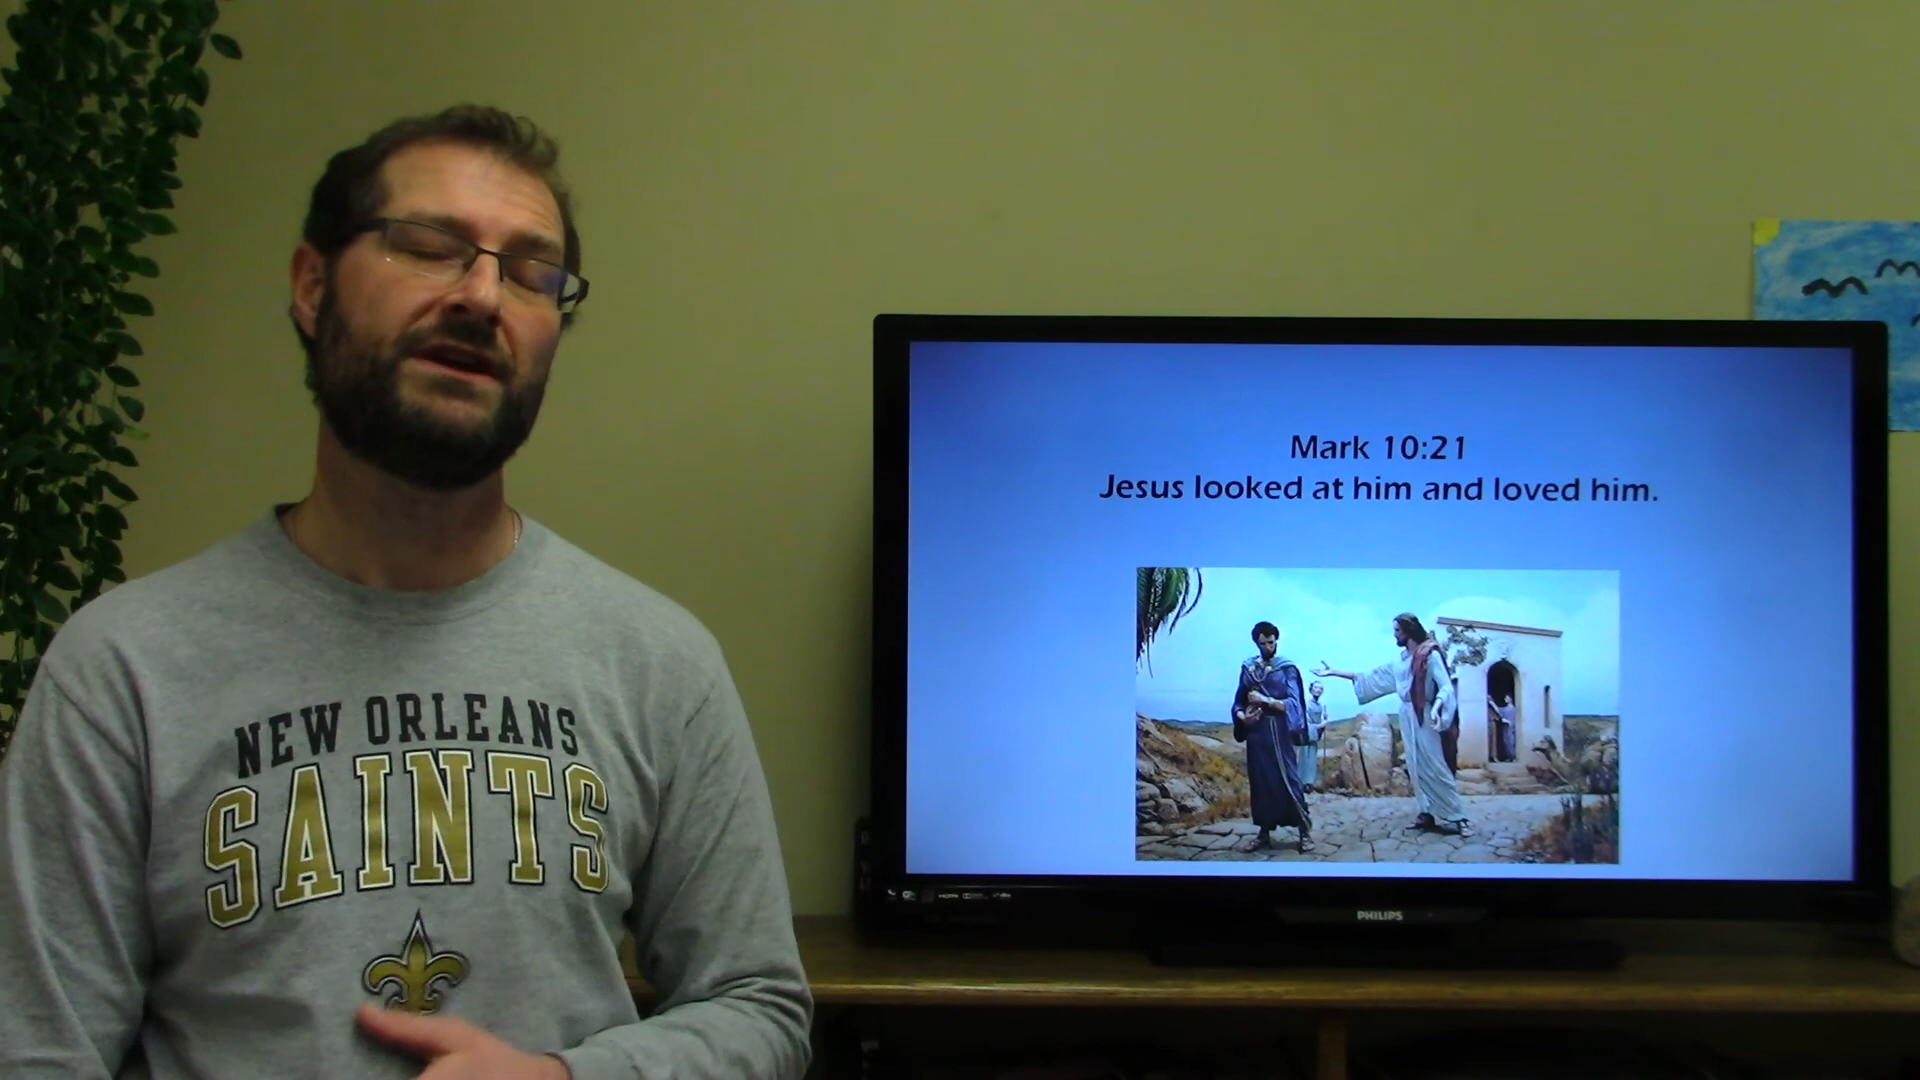 NEW ORLEANS
SAINTS
Mark 10:21
Jesus looked at him and loved him.
PHILIPS